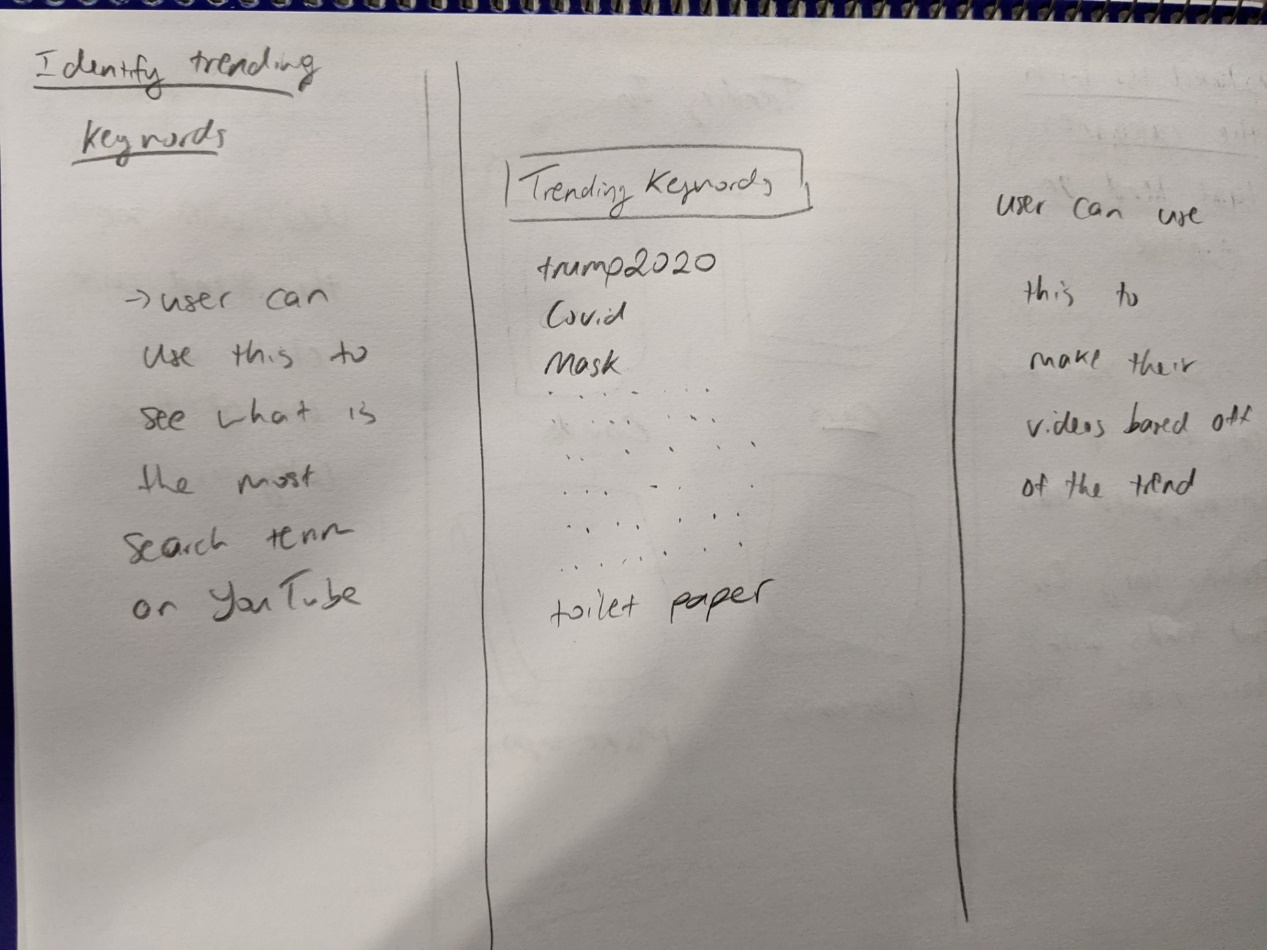 Identify trending
Keywords
→ user can
use this to
see what is
the most
search term
on YouTube
Trending Keywords
trump2020
Covid
Mask
toilet paper
user can use
this to
make their
videos based off
of the trend